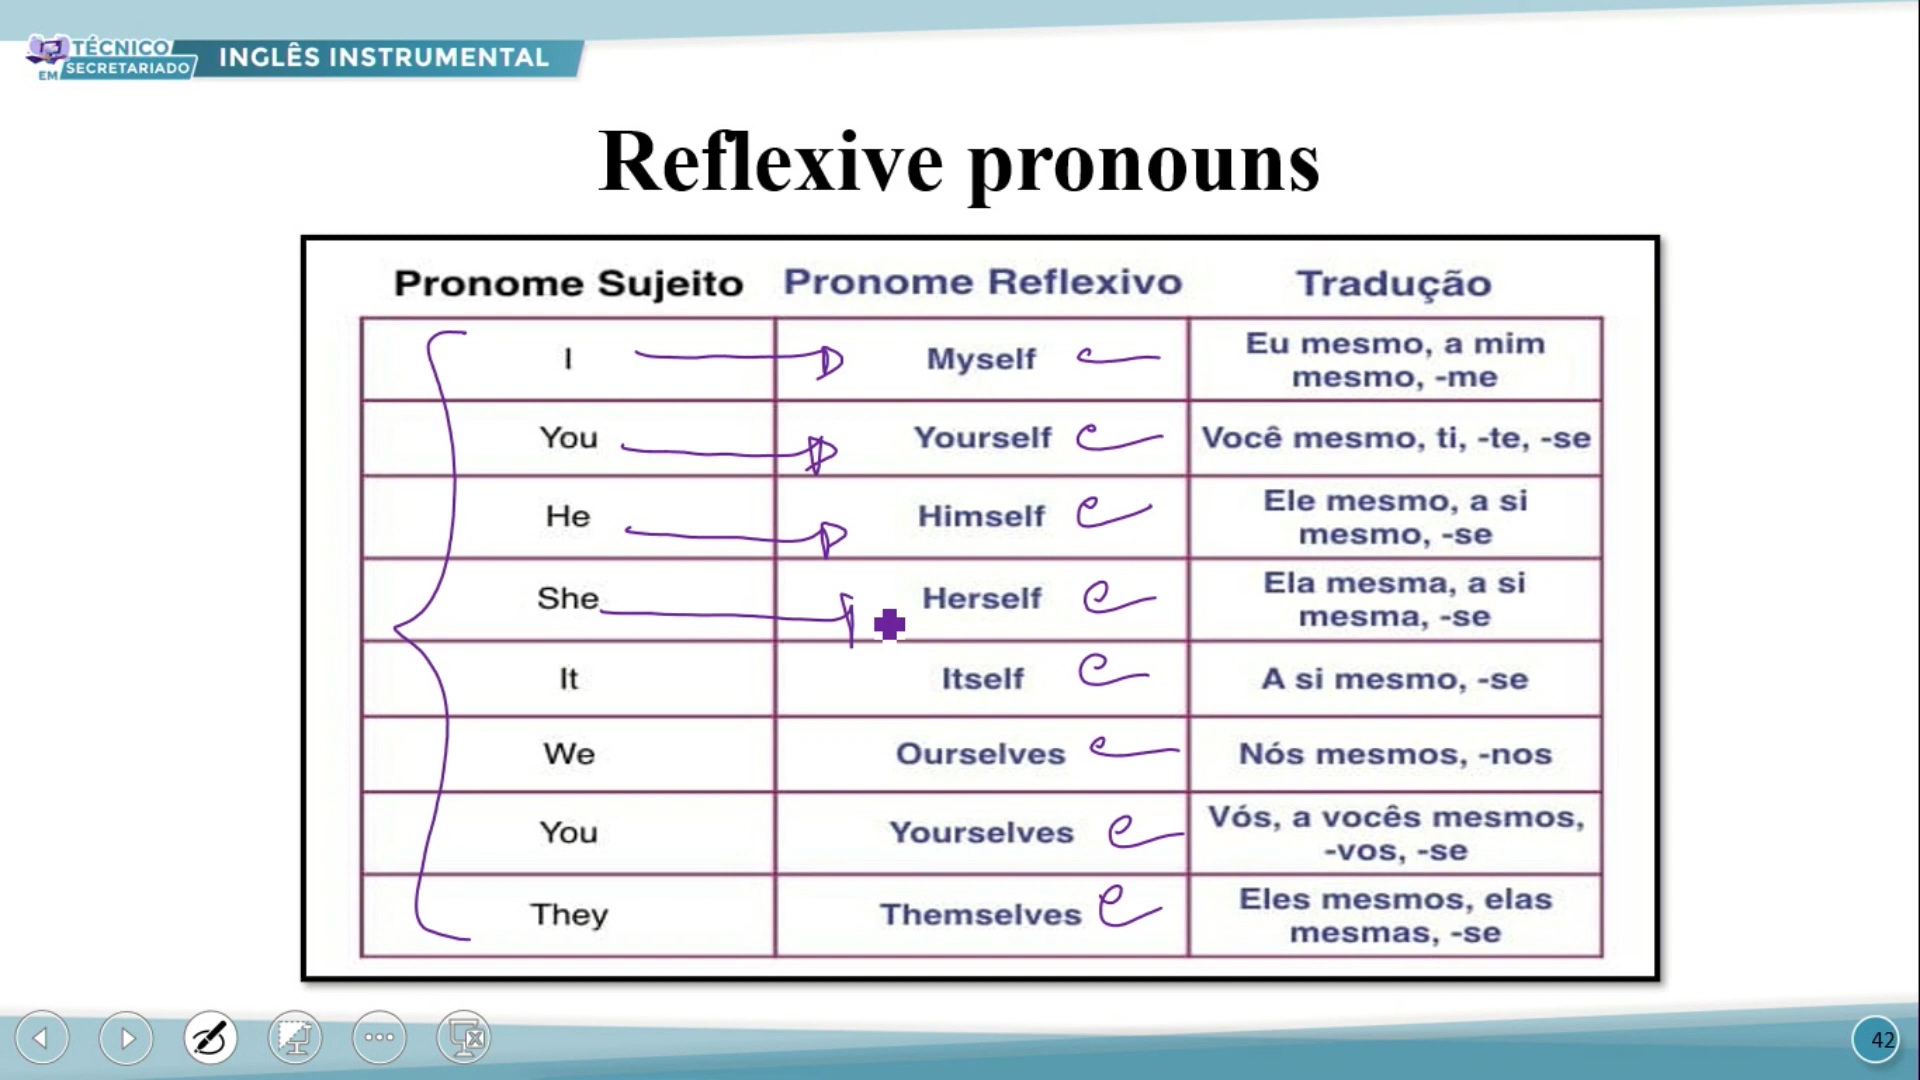 TÉCNICO
EM SECRETARIADO
INGLÊS INSTRUMENTAL
Reflexive pronouns
Pronome Sujeito Pronome Reflexivo Tradução
I Myself Eu mesmo, a mim
mesmo, -me
You Yourself Você mesmo, ti, -te, -se
He Himself Ele mesmo, a si
mesmo, -se
She Herself Ela mesma, a si
mesma, -se
It Itself A si mesmo, -se
We Ourselves Nós mesmos, -nos
You Yourselves Vós, a vocês mesmos,
-vos, -se
They Themselves Eles mesmos, elas
mesmas, -se
42